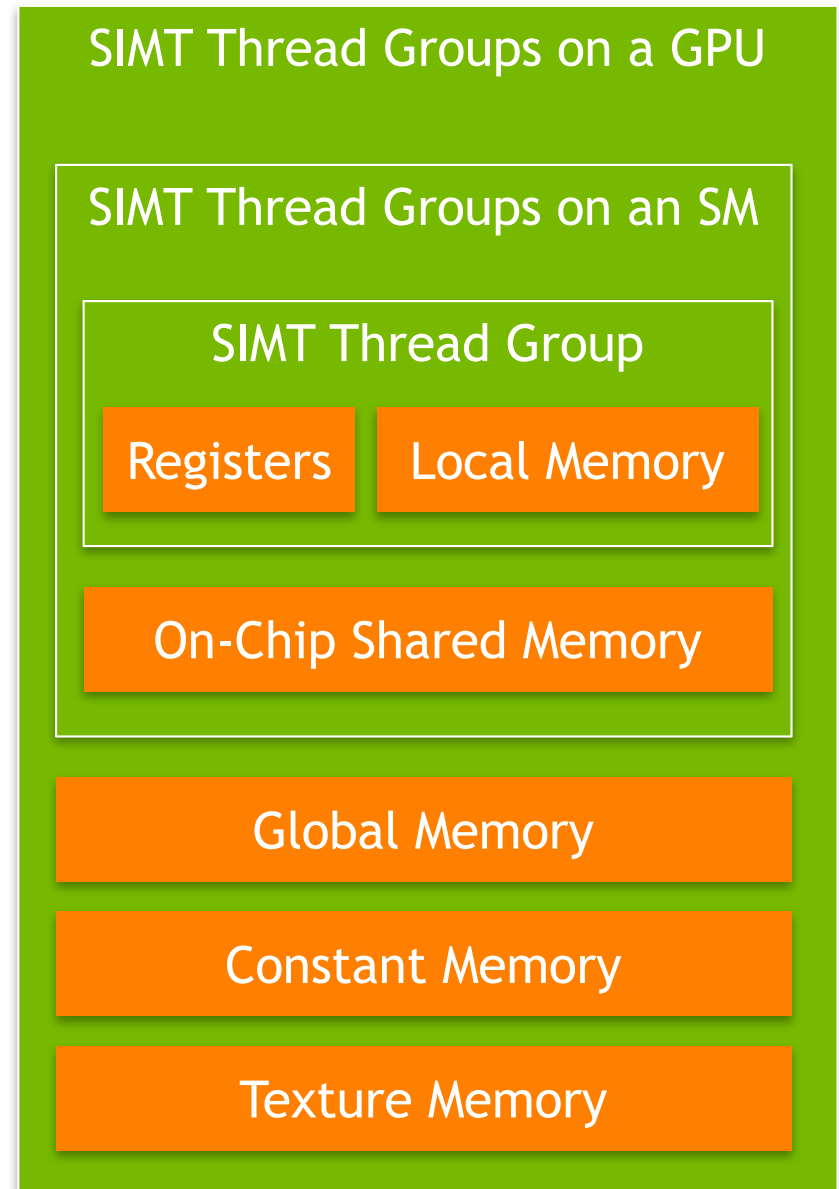 SIMT Thread Groups on a GPU
SIMT Thread Groups on an SM
SIMT Thread Group
Registers
Local Memory
On-Chip Shared Memory
Global Memory
Constant Memory
Texture Memory